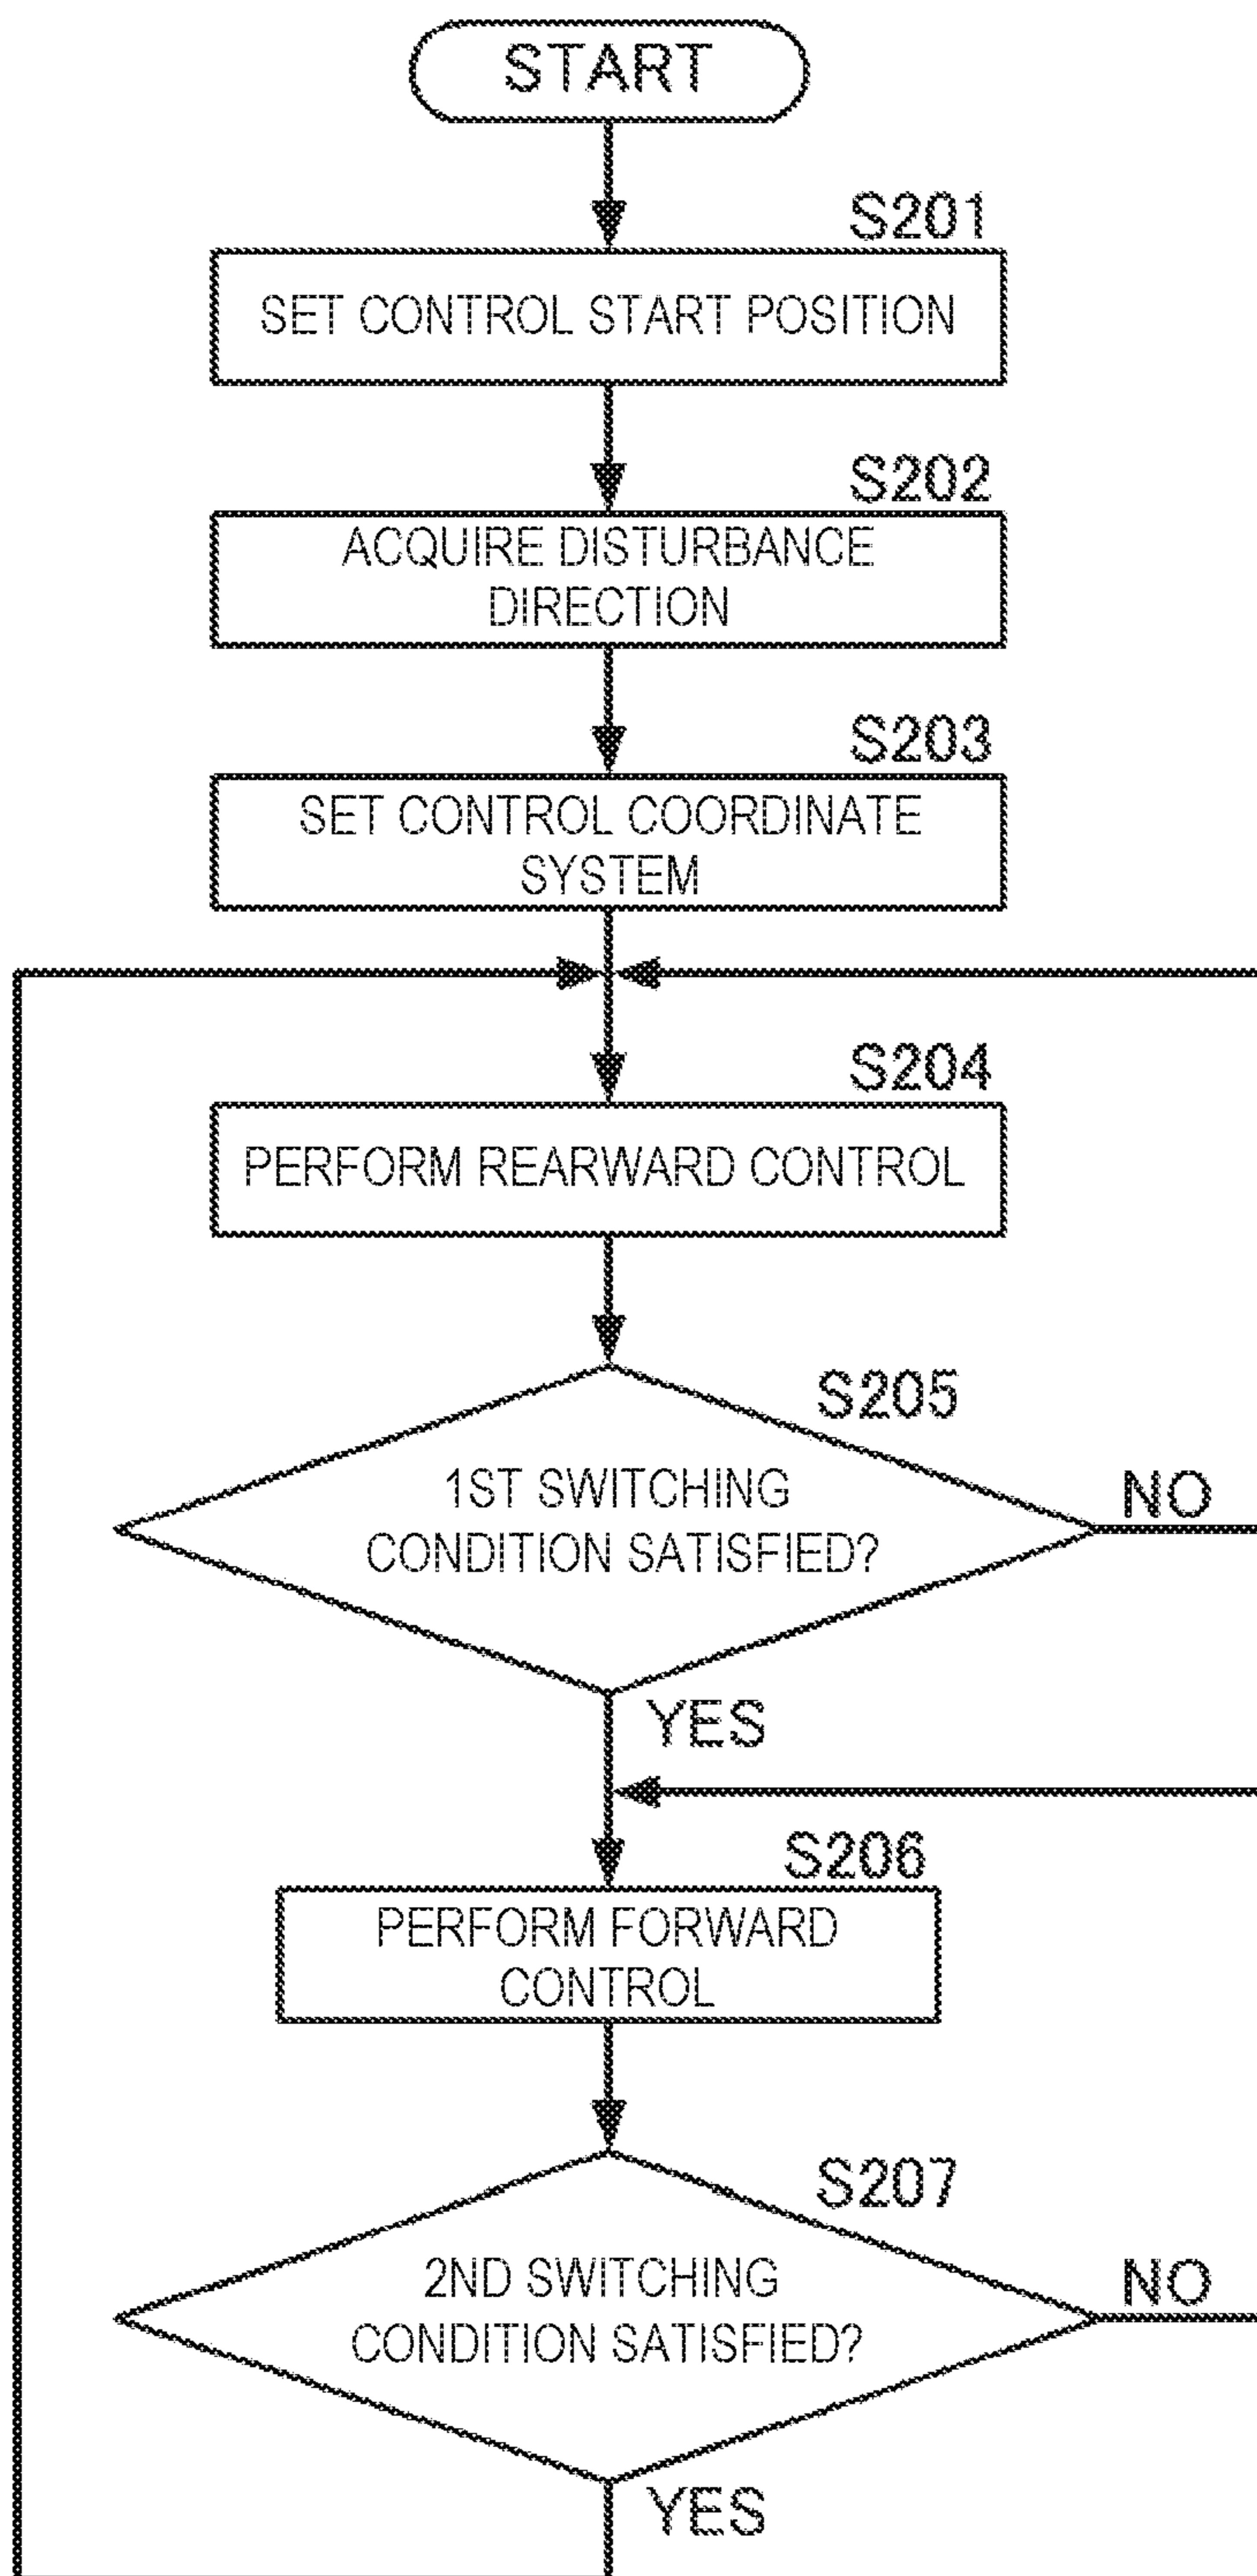 START
S201
SET CONTROL START POSITION
S202
ACQUIRE DISTURBANCE
DIRECTION
S203
SET CONTROL COORDINATE
SYSTEM
S204
PERFORM REARWARD CONTROL
S205
1ST SWITCHING
CONDITION SATISFIED?
NO
YES
S206
PERFORM FORWARD
CONTROL
S207
2ND SWITCHING
CONDITION SATISFIED?
NO
YES